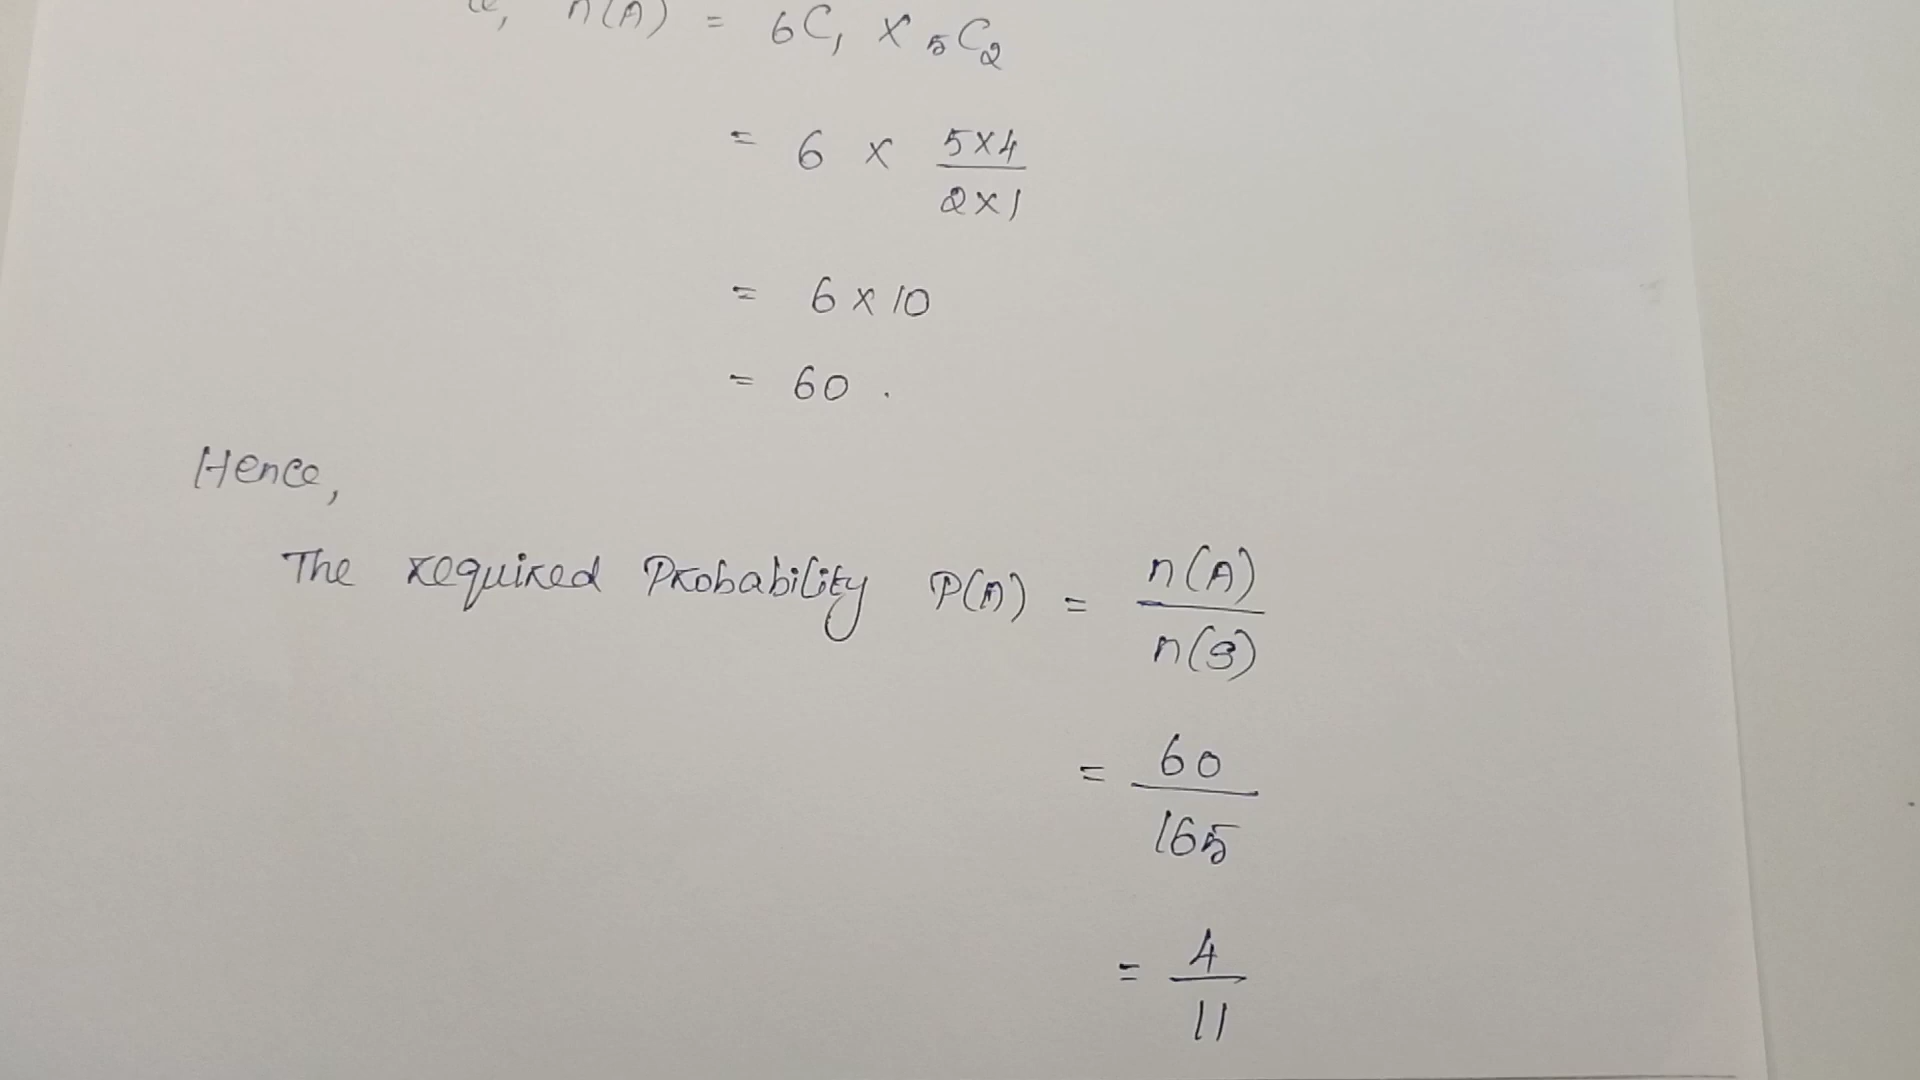 n(A) = 6C₁ × 5C₂
= 6 × 5×4
2×1
= 6 × 10
= 60 .
Hence,
The required Probability P(A) = n(A)
n(S)
= 60
165
= 4
11